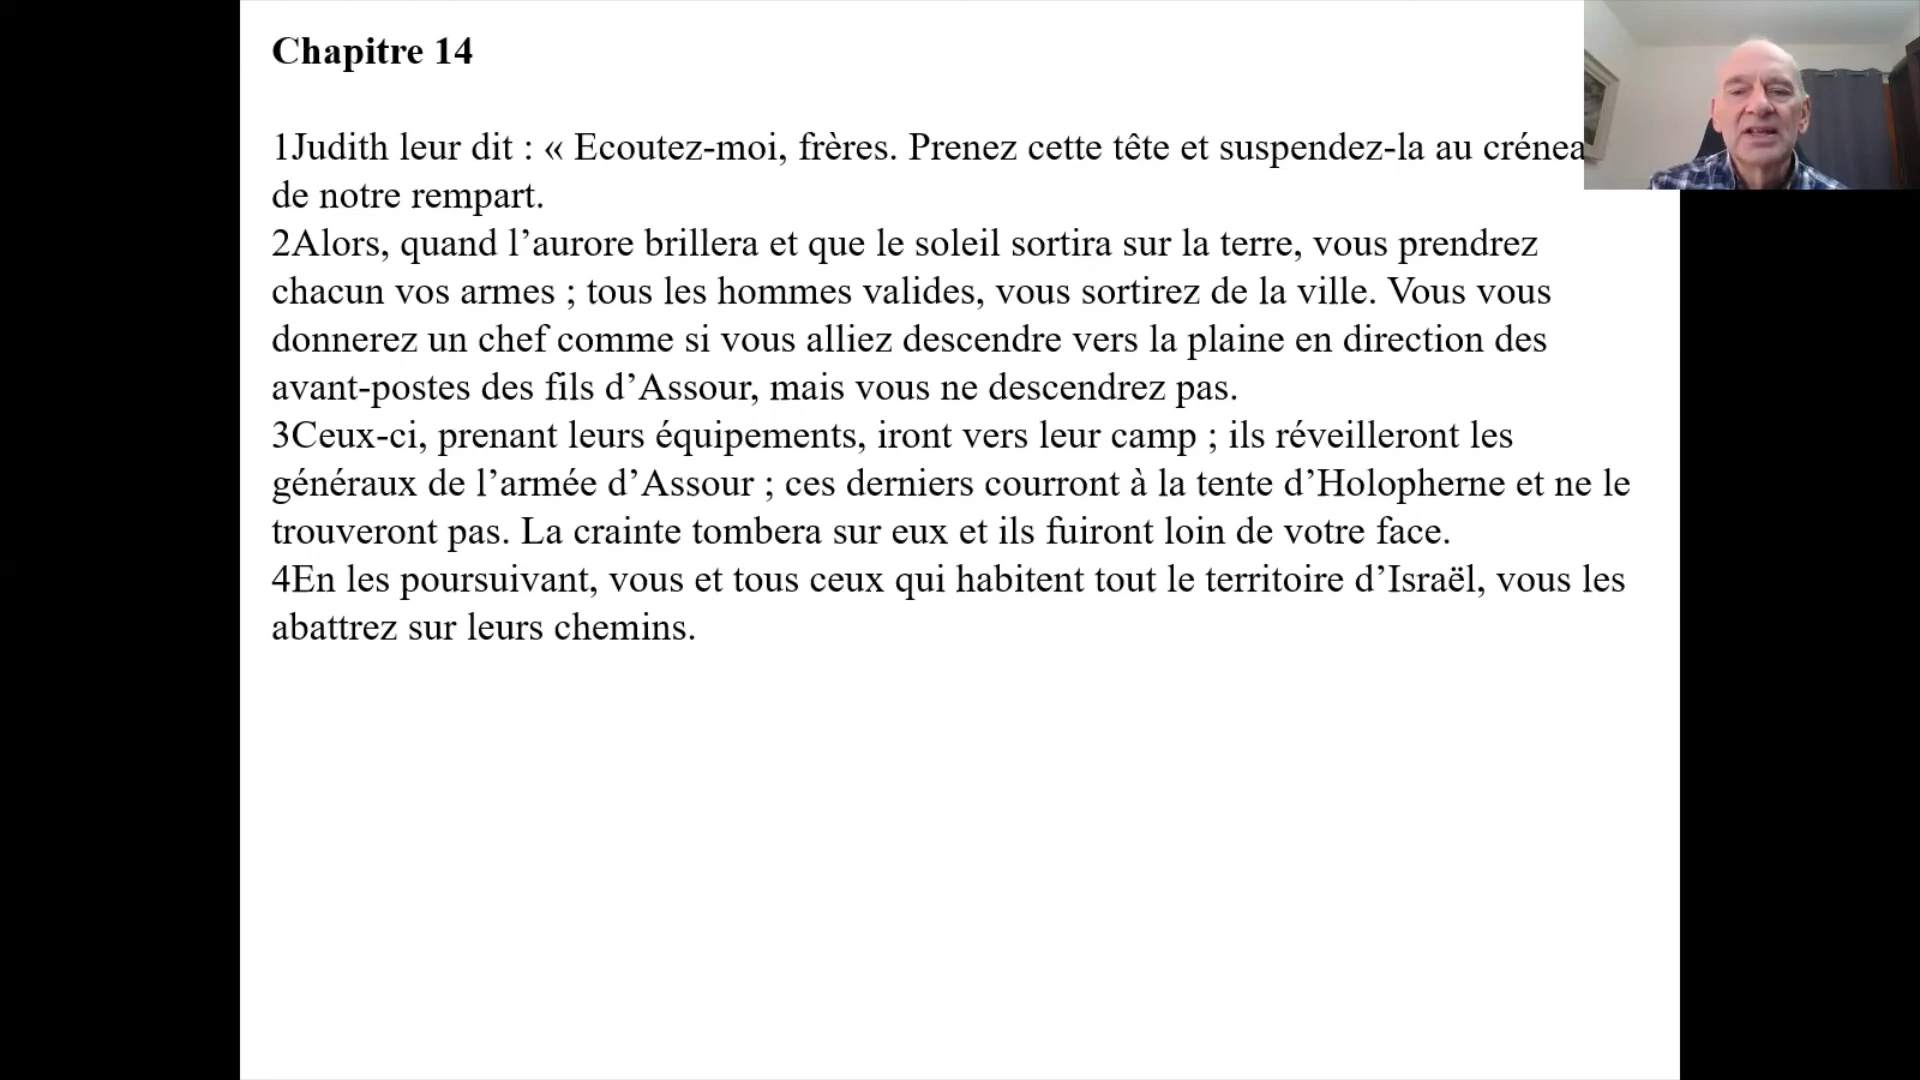 Chapitre 14
1Judith leur dit : « Ecoutez-moi, frères. Prenez cette tête et suspendez-la au
de notre rempart.
2Alors, quand l’aurore brillera et que le soleil sortira sur la terre, vous prendrez
chacun vos armes ; tous les hommes valides, vous sortirez de la ville. Vous vous
donnerez un chef comme si vous alliez descendre vers la plaine en direction des
avant-postes des fils d’Assour, mais vous ne descendrez pas.
3Ceux-ci, prenant leurs équipements, iront vers leur camp ; ils réveilleront les
généraux de l’armée d’Assour ; ces derniers courront à la tente d’Holopherne et ne le
trouveront pas. La crainte tombera sur eux et ils fuiront loin de votre face.
4En les poursuivant, vous et tous ceux qui habitent tout le territoire d’Israël, vous les
abattrez sur leurs chemins.